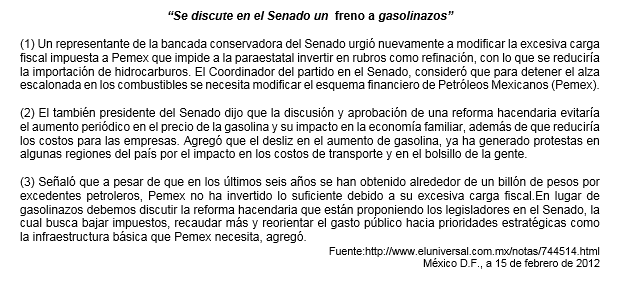 “Se discute en el Senado un  freno a gasolinazos”
(1) Un representante de la bancada conservadora del Senado urgió nuevamente a modificar la excesiva carga
fiscal impuesta a Pemex que impide a la paraestatal invertir en rubros como refinación, con lo que se reduciría
la importación de hidrocarburos. El Coordinador del partido en el Senado, consideró que para detener el alza
escalonada en los combustibles se necesita modificar el esquema financiero de Petróleos Mexicanos (Pemex).
(2) El también presidente del Senado dijo que la discusión y aprobación de una reforma hacendaria evitaría
el aumento periódico en el precio de la gasolina y su impacto en la economía familiar, además de que reduciría
los costos para las empresas. Agregó que el desliz en el aumento de gasolina, ya ha generado protestas en
algunas regiones del país por el impacto en los costos de transporte y en el bolsillo de la gente.
(3) Señaló que a pesar de que en los últimos seis años se han obtenido alrededor de un billón de pesos por
excedentes petroleros, Pemex no ha invertido lo suficiente debido a su excesiva carga fiscal.En lugar de
gasolinazos debemos discutir la reforma hacendaria que están proponiendo los legisladores en el Senado, la
cual busca bajar impuestos, recaudar más y reorientar el gasto público hacia prioridades estratégicas como
la infraestructura básica que Pemex necesita, agregó.
Fuente:http://www.eluniversal.com.mx/notas/744514.html
México D.F., a 15 de febrero de 2012